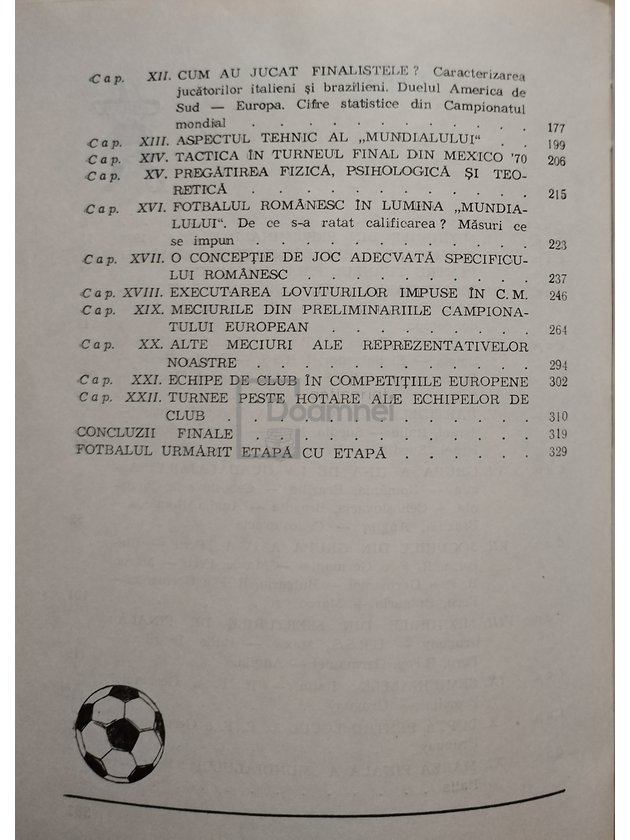 Cap. XII. CUM AU JUCAT FINALISTELE? Caracterizarea
jucătorilor italieni și brazilieni. Duelul America de
Sud — Europa. Cifre statistice din Campionatul
mondial . . . . . . . . . . . 177
Cap. XIII. ASPECTUL TEHNIC AL „MUNDIALULUI“ . . 199
Cap. XIV. TACTICA ÎN TURNEUL FINAL DIN MEXICO '70 206
Cap. XV. PREGĂTIREA FIZICĂ, PSIHOLOGICĂ ȘI TEO-
RETICĂ . . . . . . . . . . . 215
Cap. XVI. FOTBALUL ROMÂNESC ÎN LUMINA „MUNDIA-
LULUI“. De ce s-a ratat calificarea? Măsuri ce
se impun . . . . . . . . . . . 223
Cap. XVII. O CONCEPȚIE DE JOC ADECVATĂ SPECIFICU-
LUI ROMÂNESC . . . . . . . . . 237
Cap. XVIII. EXECUTAREA LOVITURILOR IMPUSE ÎN C.M. 246
Cap. XIX. MECIURILE DIN PRELIMINARIILE CAMPIONA-
TULUI EUROPEAN . . . . . . . . 264
Cap. XX. ALTE MECIURI ALE REPREZENTATIVELOR
NOASTRE . . . . . . . . . . . 294
Cap. XXI. ECHIPE DE CLUB ÎN COMPETIȚIILE EUROPENE 302
Cap. XXII. TURNEE PESTE HOTARE ALE ECHIPELOR DE
CLUB . . . . . . . . . . . . 310
CONCLUZII FINALE . . . . . . . . . . . 319
FOTBALUL URMĂRIT ETAPĂ CU ETAPĂ . . . . . . 329
Doamnei